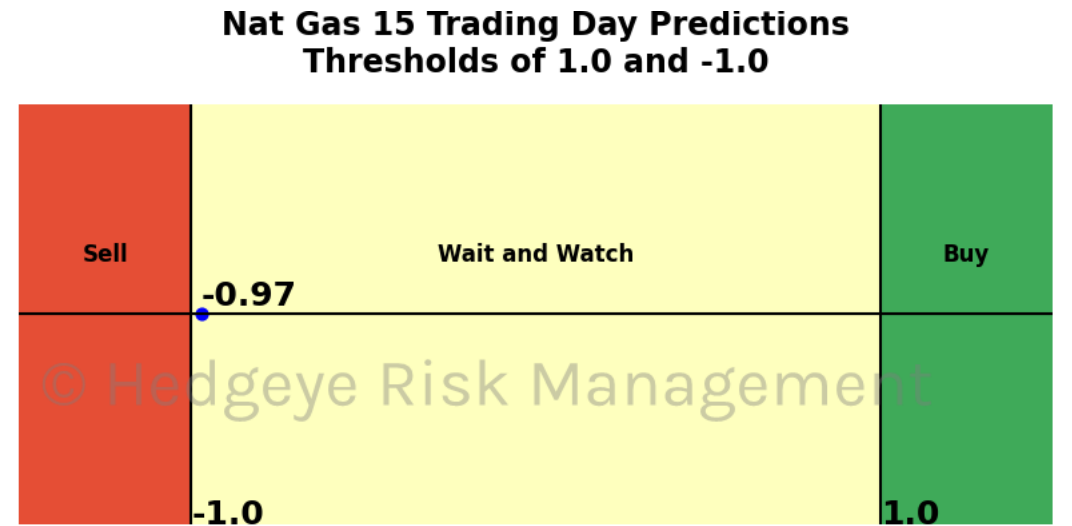 Nat Gas 15 Trading Day Predictions
Thresholds of 1.0 and -1.0
Sell
Wait and Watch
Buy
-0.97
© Hedgeye Risk Management
-1.0
1.0